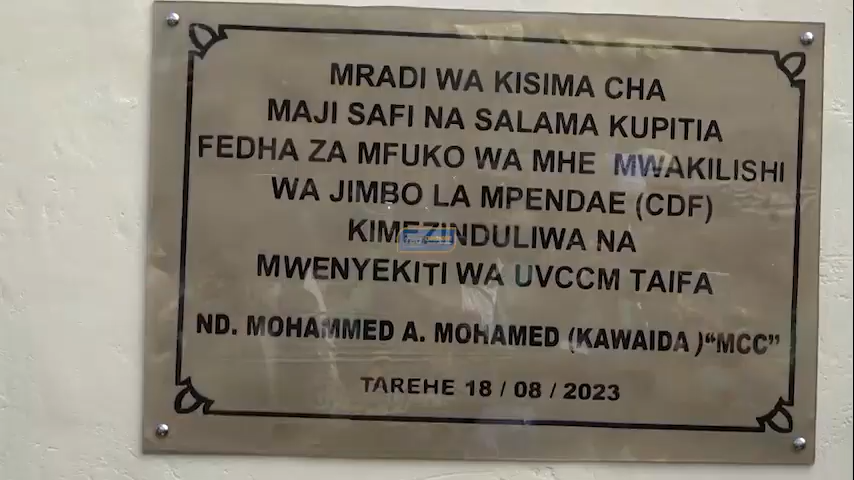 MRADI WA KISIMA CHA
MAJI SAFI NA SALAMA KUPITIA
FEDHA ZA MFUKO WA MHE MWAKILISHI
WA JIMBO LA MPENDAE (CDF)
KIMEZINDULIWA NA
MWENYEKITI WA UVCCM TAIFA
ND. MOHAMMED A. MOHAMED (KAWAIDA )“MCC”
TAREHE 18 / 08 / 2023